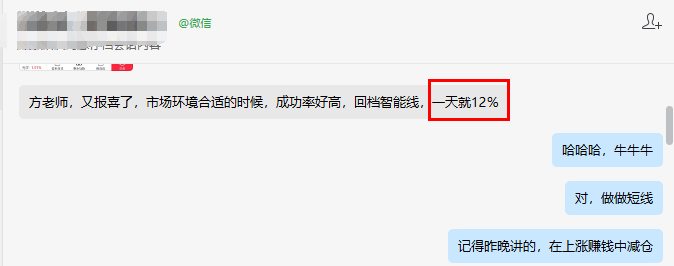 @微信
方老师，又报喜了，市场环境合适的时候，成功率好高，回档智能线，一天就12%
哈哈哈，牛牛牛
对，做做短线
记得昨晚讲的，在上涨赚钱中减仓